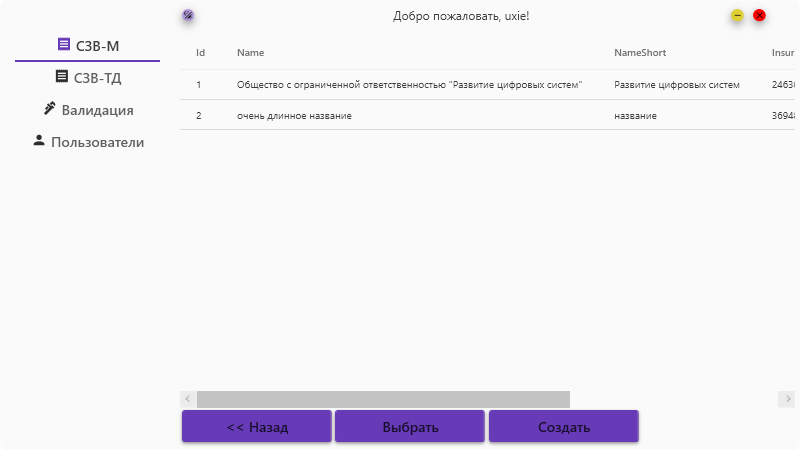 Добро пожаловать, uxie!
СЗВ-М
СЗВ-ТД
Валидация
Пользователи
Id Name NameShort Insur
1 Общество с ограниченной ответственностью "Развитие цифровых систем" Развитие цифровых систем 24630
2 очень длинное название название 36948
<< Назад Выбрать Создать